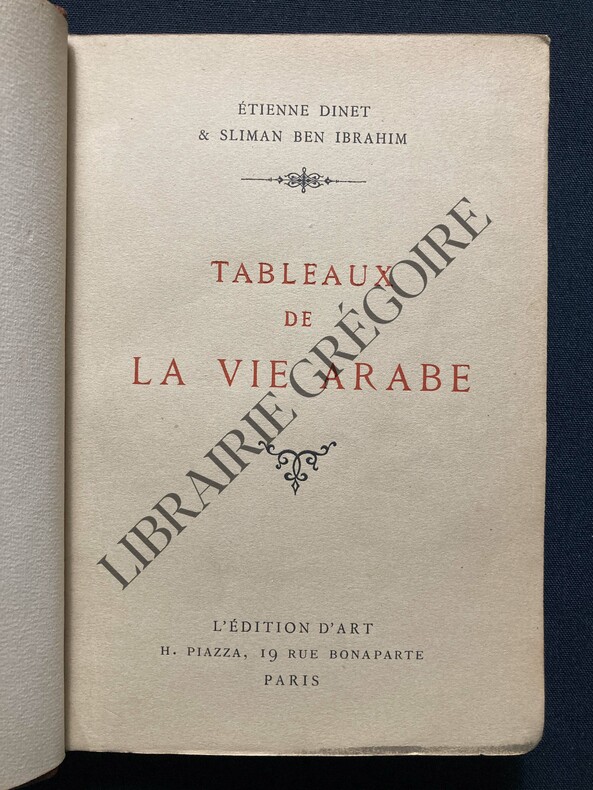 ÉTIENNE DINET
& SLIMAN BEN IBRAHIM
TABLEAUX
DE
LA VIE ARABE
LIBRAIRIE GRÉGOIRE
L'ÉDITION D'ART
H. PIAZZA, 19 RUE BONAPARTE
PARIS